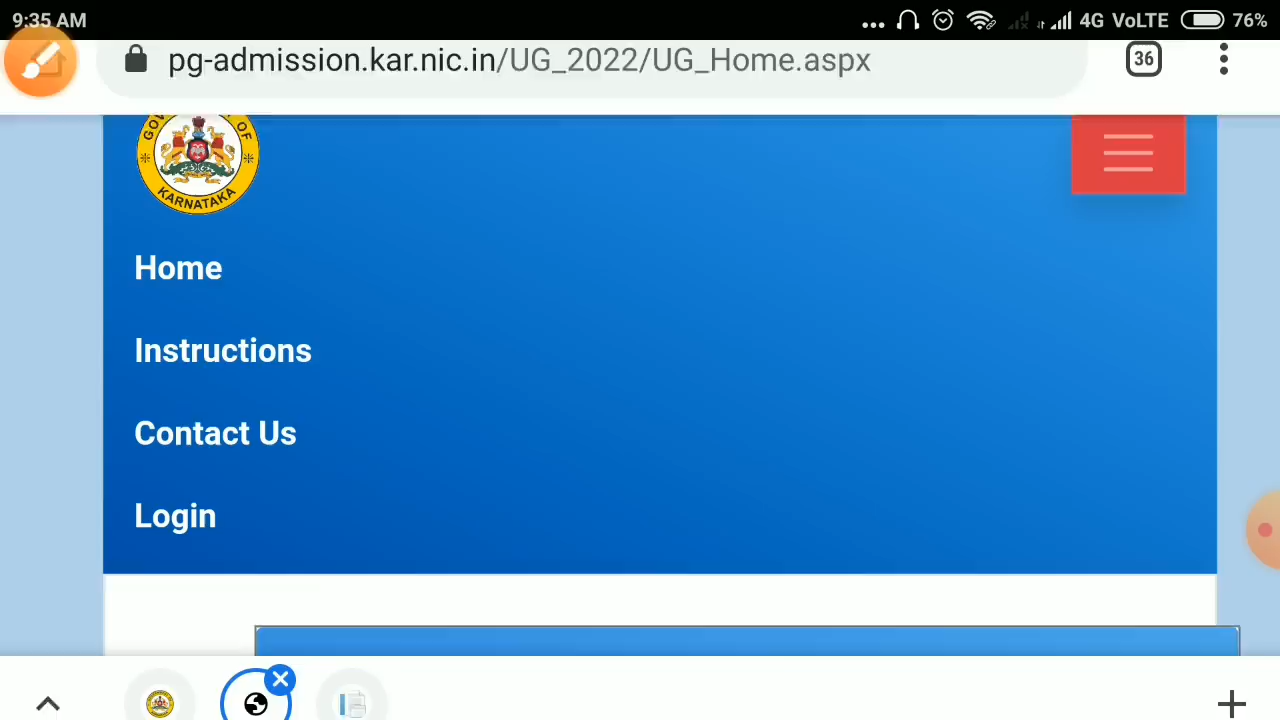 9:35 AM
4G VoLTE 76%
pg-admission.kar.nic.in/UG_2022/UG_Home.aspx
36
OF
KARNATAKA
Home
Instructions
Contact Us
Login